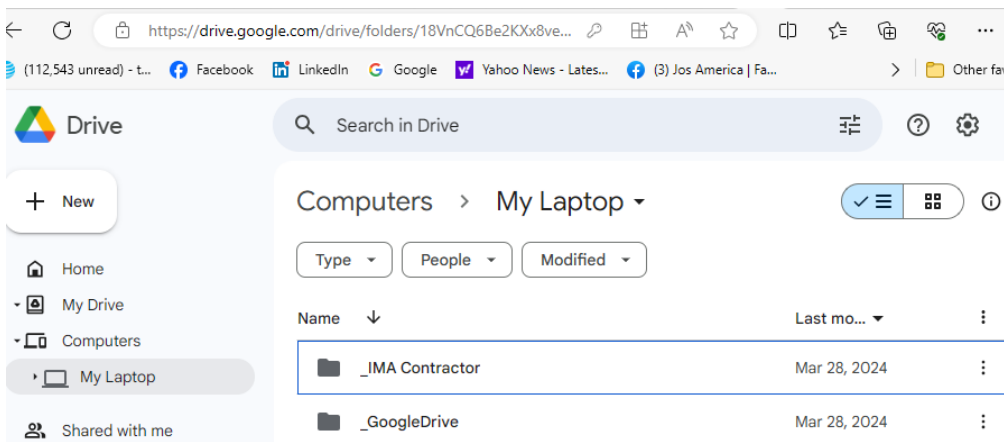 https://drive.google.com/drive/folders/18VnCQ6Be2KXx8ve...
(112,543 unread) - t... Facebook LinkedIn Google Yahoo News - Lates... (3) Jos America | Fa... Other fa
Drive
Search in Drive
New
Computers > My Laptop
Type People Modified
Home
My Drive
Computers
My Laptop
Shared with me
Name Last mo...
_IMA Contractor Mar 28, 2024
_GoogleDrive Mar 28, 2024